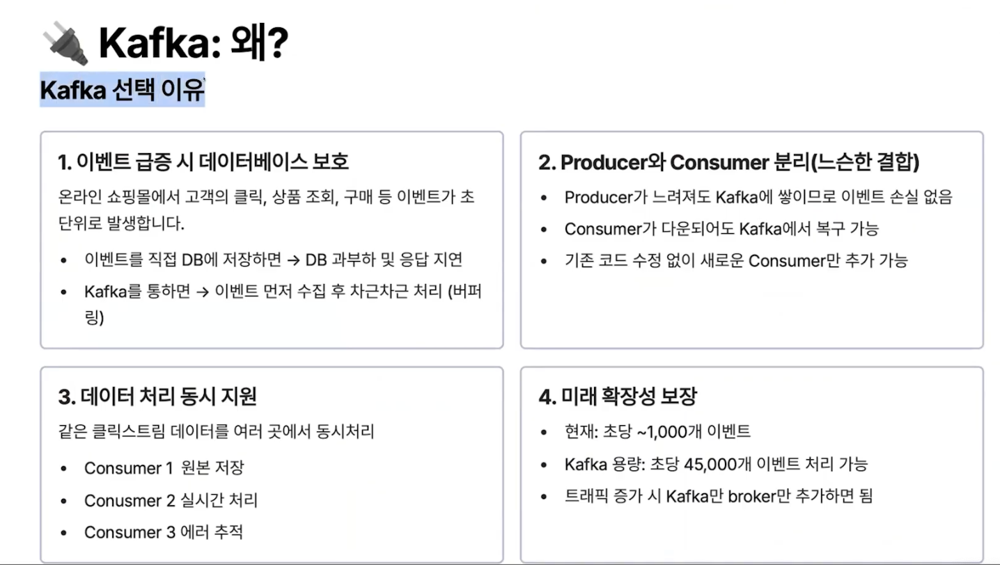 Kafka: 왜?
Kafka 선택 이유
1. 이벤트 급증 시 데이터베이스 보호
온라인 쇼핑몰에서 고객의 클릭, 상품 조회, 구매 등 이벤트가 초
단위로 발생합니다.
• 이벤트를 직접 DB에 저장하면 → DB 과부하 및 응답 지연
• Kafka를 통하면 → 이벤트 먼저 수집 후 차근차근 처리 (버퍼
링)
2. Producer와 Consumer 분리(느슨한 결합)
• Producer가 느려져도 Kafka에 쌓이므로 이벤트 손실 없음
• Consumer가 다운되어도 Kafka에서 복구 가능
• 기존 코드 수정 없이 새로운 Consumer만 추가 가능
3. 데이터 처리 동시 지원
같은 클릭스트림 데이터를 여러 곳에서 동시처리
• Consumer 1 원본 저장
• Conusmer 2 실시간 처리
• Consumer 3 에러 추적
4. 미래 확장성 보장
• 현재: 초당 ~1,000개 이벤트
• Kafka 용량: 초당 45,000개 이벤트 처리 가능
• 트래픽 증가 시 Kafka만 broker만 추가하면 됨